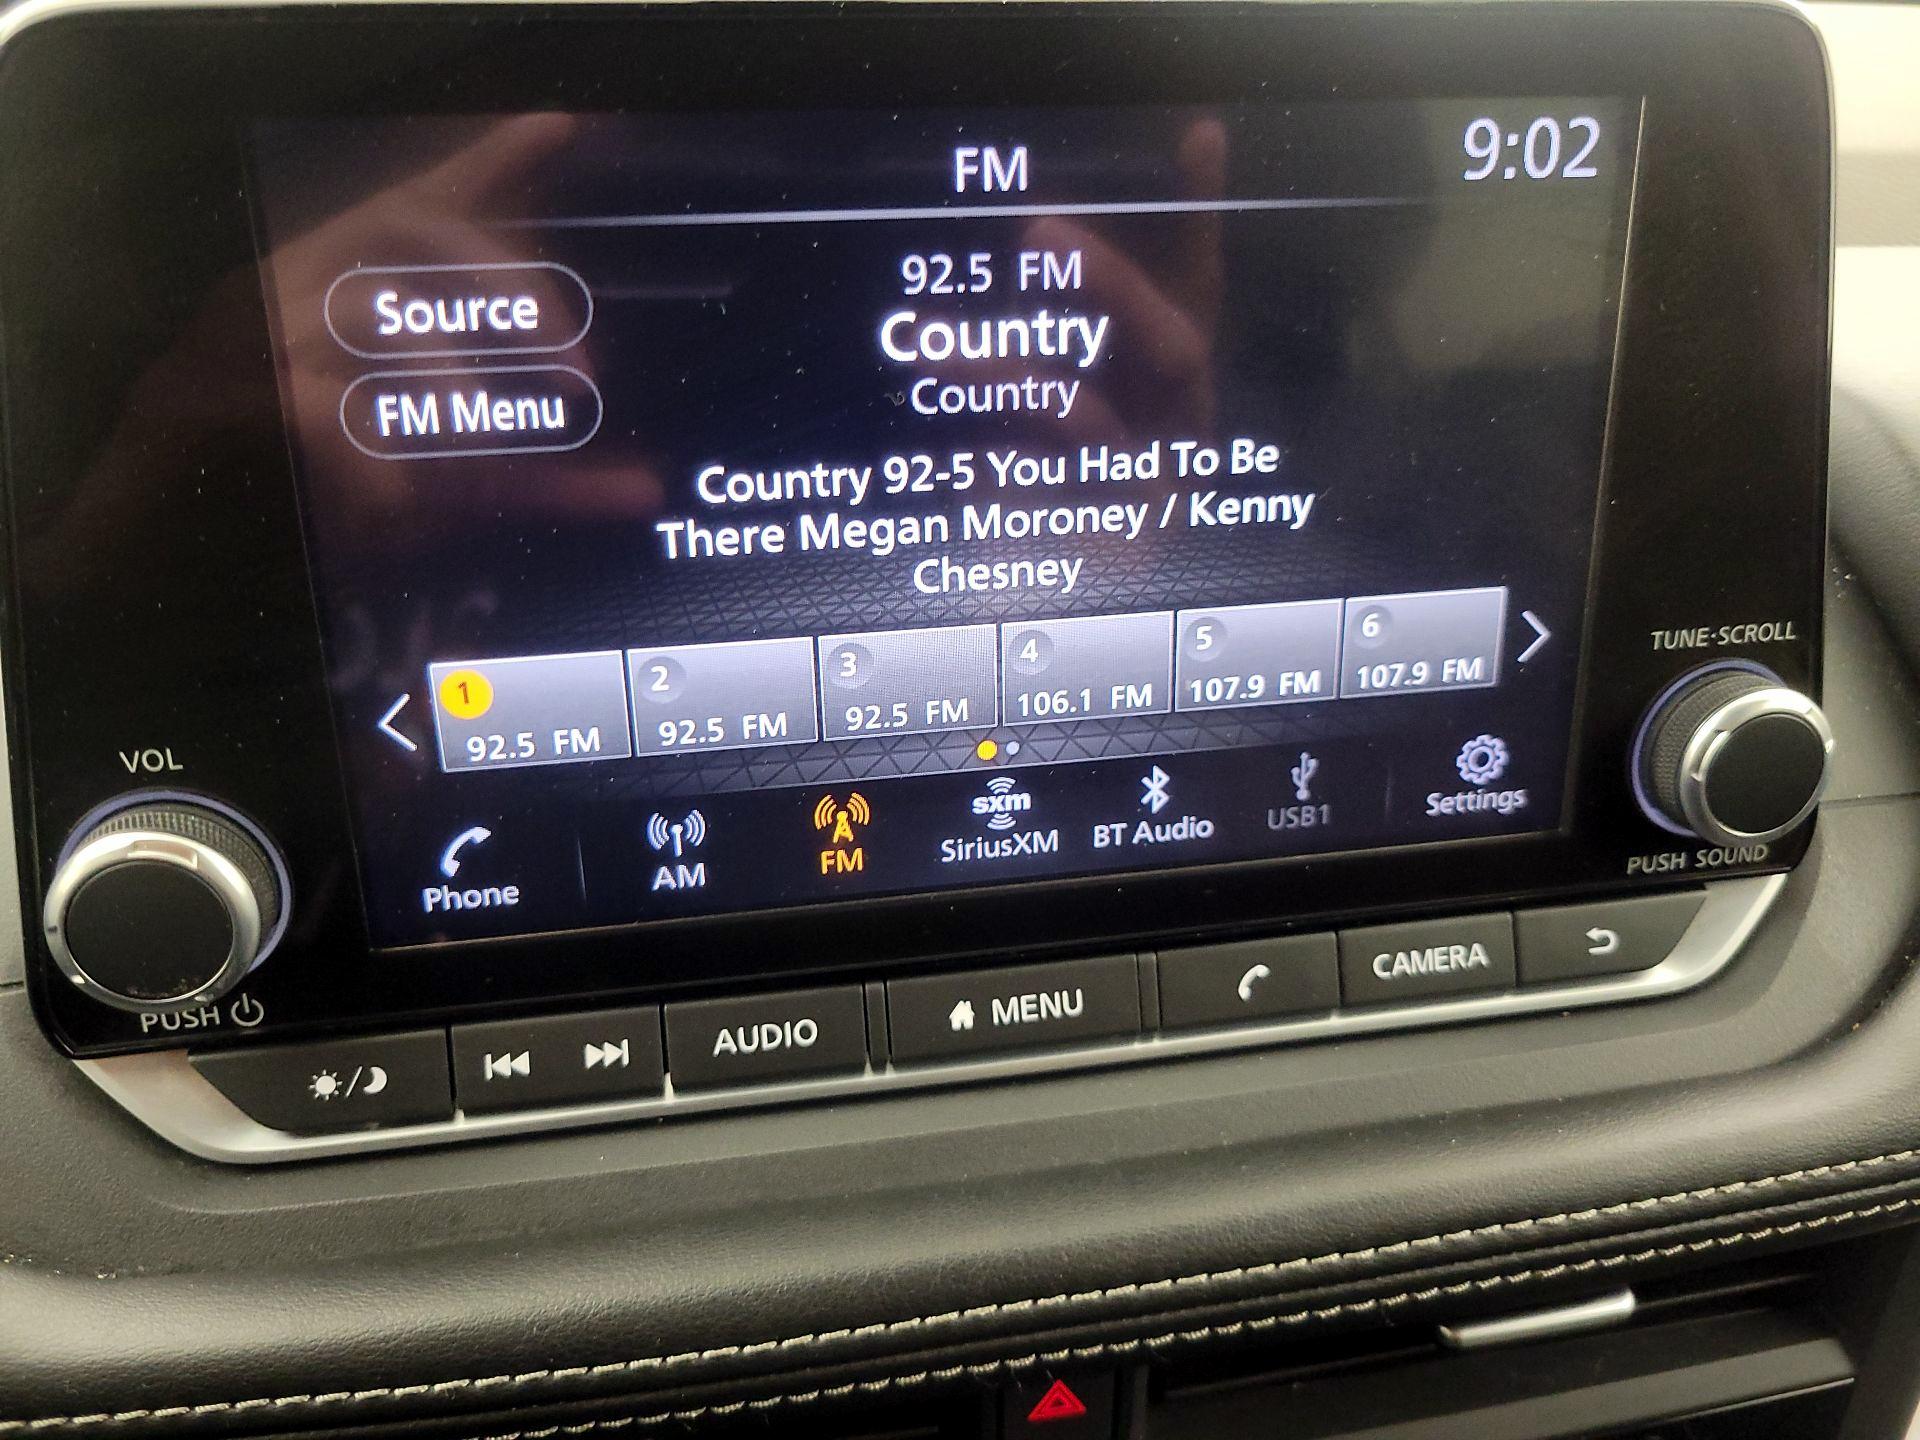 FM
9:02
Source
FM Menu
92.5 FM
Country
Country
Country 92-5 You Had To Be
There Megan Moroney / Kenny
Chesney
1
92.5 FM
2
92.5 FM
3
92.5 FM
4
106.1 FM
5
107.9 FM
6
107.9 FM
Phone
AM
FM
sxm
SiriusXM
BT Audio
USB1
Settings
VOL
PUSH
TUNE·SCROLL
PUSH SOUND
AUDIO
MENU
CAMERA